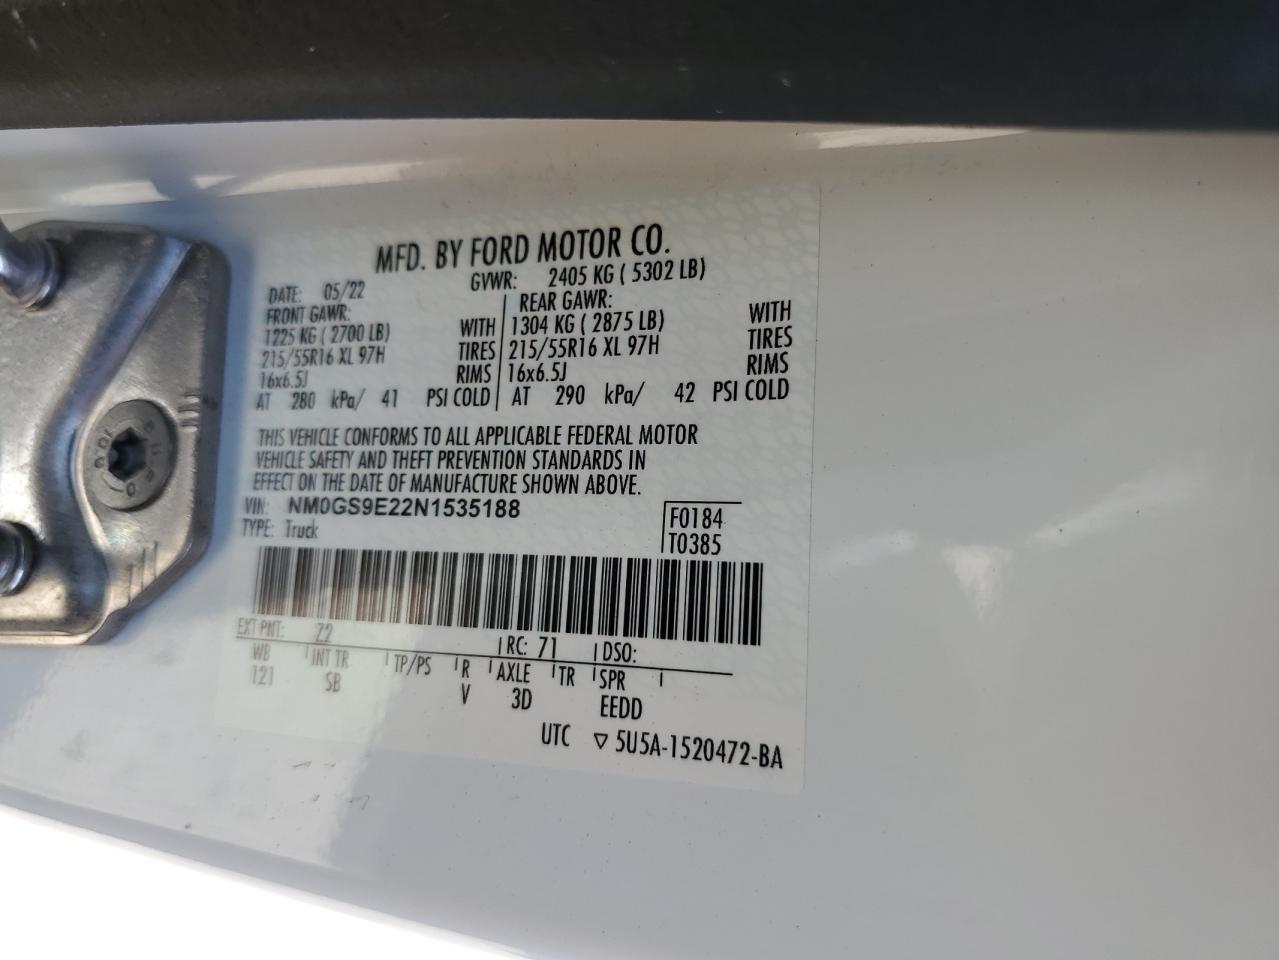 MFD. BY FORD MOTOR CO.
DATE: 05/22 GVWR: 2405 KG ( 5302 LB)
FRONT GAWR: REAR GAWR:
1225 KG ( 2700 LB) WITH 1304 KG ( 2875 LB) WITH
215/55R16 XL 97H TIRES 215/55R16 XL 97H TIRES
16x6.5J RIMS 16x6.5J RIMS
AT 280 kPa/ 41 PSI COLD AT 290 kPa/ 42 PSI COLD
THIS VEHICLE CONFORMS TO ALL APPLICABLE FEDERAL MOTOR
VEHICLE SAFETY AND THEFT PREVENTION STANDARDS IN
EFFECT ON THE DATE OF MANUFACTURE SHOWN ABOVE.
VIN: NM0GS9E22N1535188 F0184
TYPE: Truck T0385
EXT PNT: Z2 RC: 71 DSO:
WB INT TR TP/PS R AXLE TR SPR
121 SB V 3D EEDD
UTC ▽ 5U5A-1520472-BA